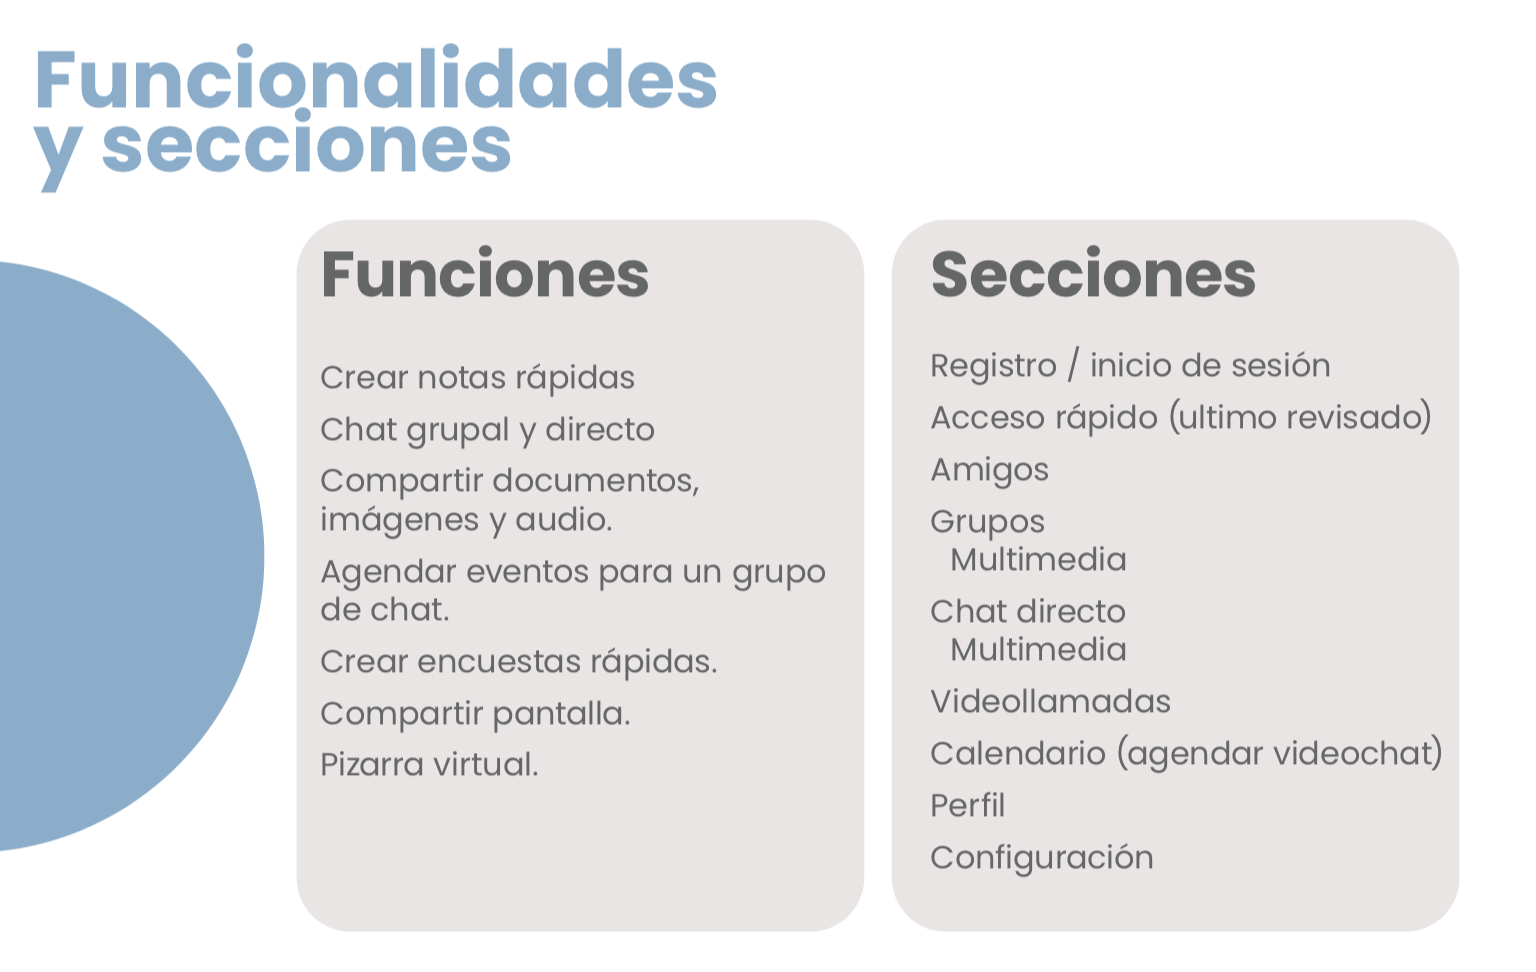 Funcionalidades
y secciones
Funciones
Crear notas rápidas
Chat grupal y directo
Compartir documentos,
imágenes y audio.
Agendar eventos para un grupo
de chat.
Crear encuestas rápidas.
Compartir pantalla.
Pizarra virtual.
Secciones
Registro / inicio de sesión
Acceso rápido (ultimo revisado)
Amigos
Grupos
Multimedia
Chat directo
Multimedia
Videollamadas
Calendario (agendar videochat)
Perfil
Configuración